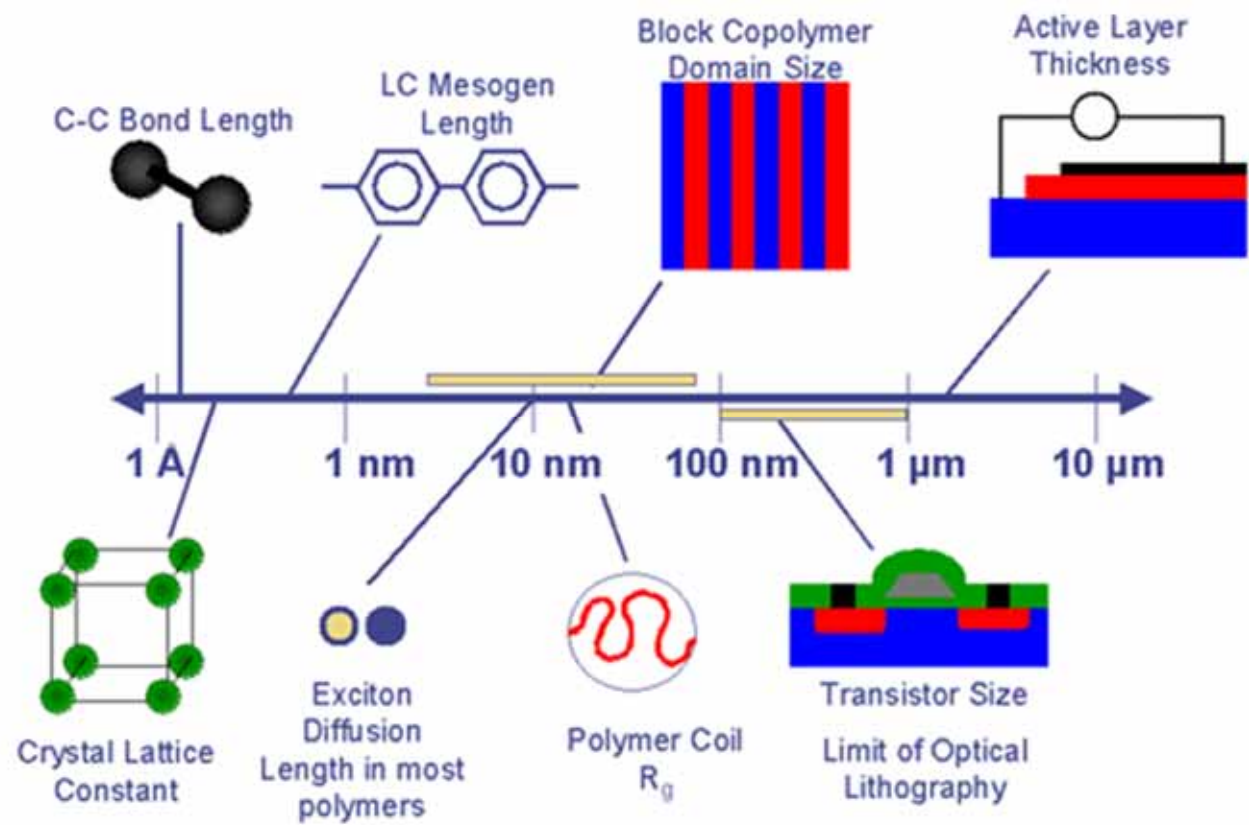 C-C Bond Length
LC Mesogen
Length
Block Copolymer
Domain Size
Active Layer
Thickness
1 A
1 nm
10 nm
100 nm
1 µm
10 µm
Crystal Lattice
Constant
Exciton
Diffusion
Length in most
polymers
Polymer Coil
Rg
Transistor Size
Limit of Optical
Lithography